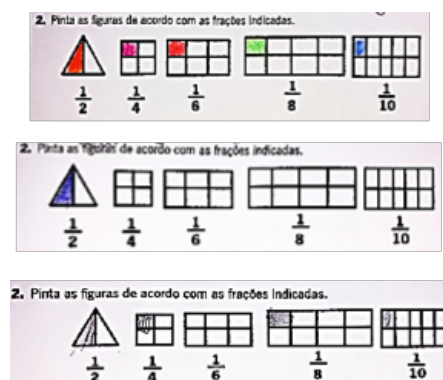 2. Pinta as figuras de acordo com as frações indicadas.
1/2 1/4 1/6 1/8 1/10
2. Pinta as figuras de acordo com as frações indicadas.
1/2 1/4 1/6 1/8 1/10
2. Pinta as figuras de acordo com as frações indicadas.
1/2 1/4 1/6 1/8 1/10